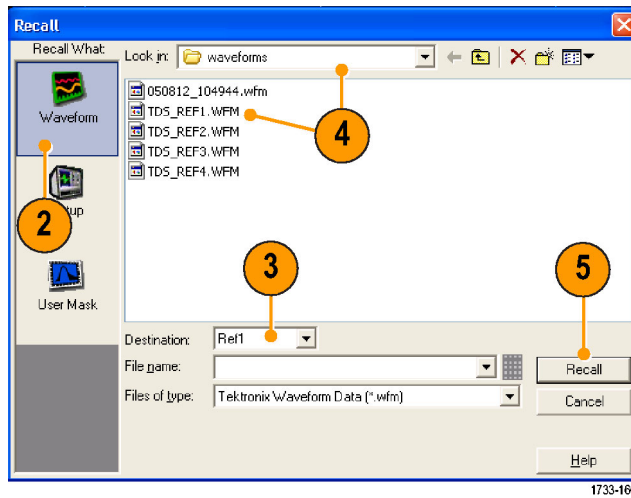 Recall
Recall What:
Look in: waveforms
Waveform
050812_104944.wfm
TDS_REF1.WFM
TDS_REF2.WFM
TDS_REF3.WFM
TDS_REF4.WFM
4
2
tup
User Mask
3
5
Destination: Ref1
File name:
Recall
Files of type: Tektronix Waveform Data (*.wfm)
Cancel
Help
1733-16